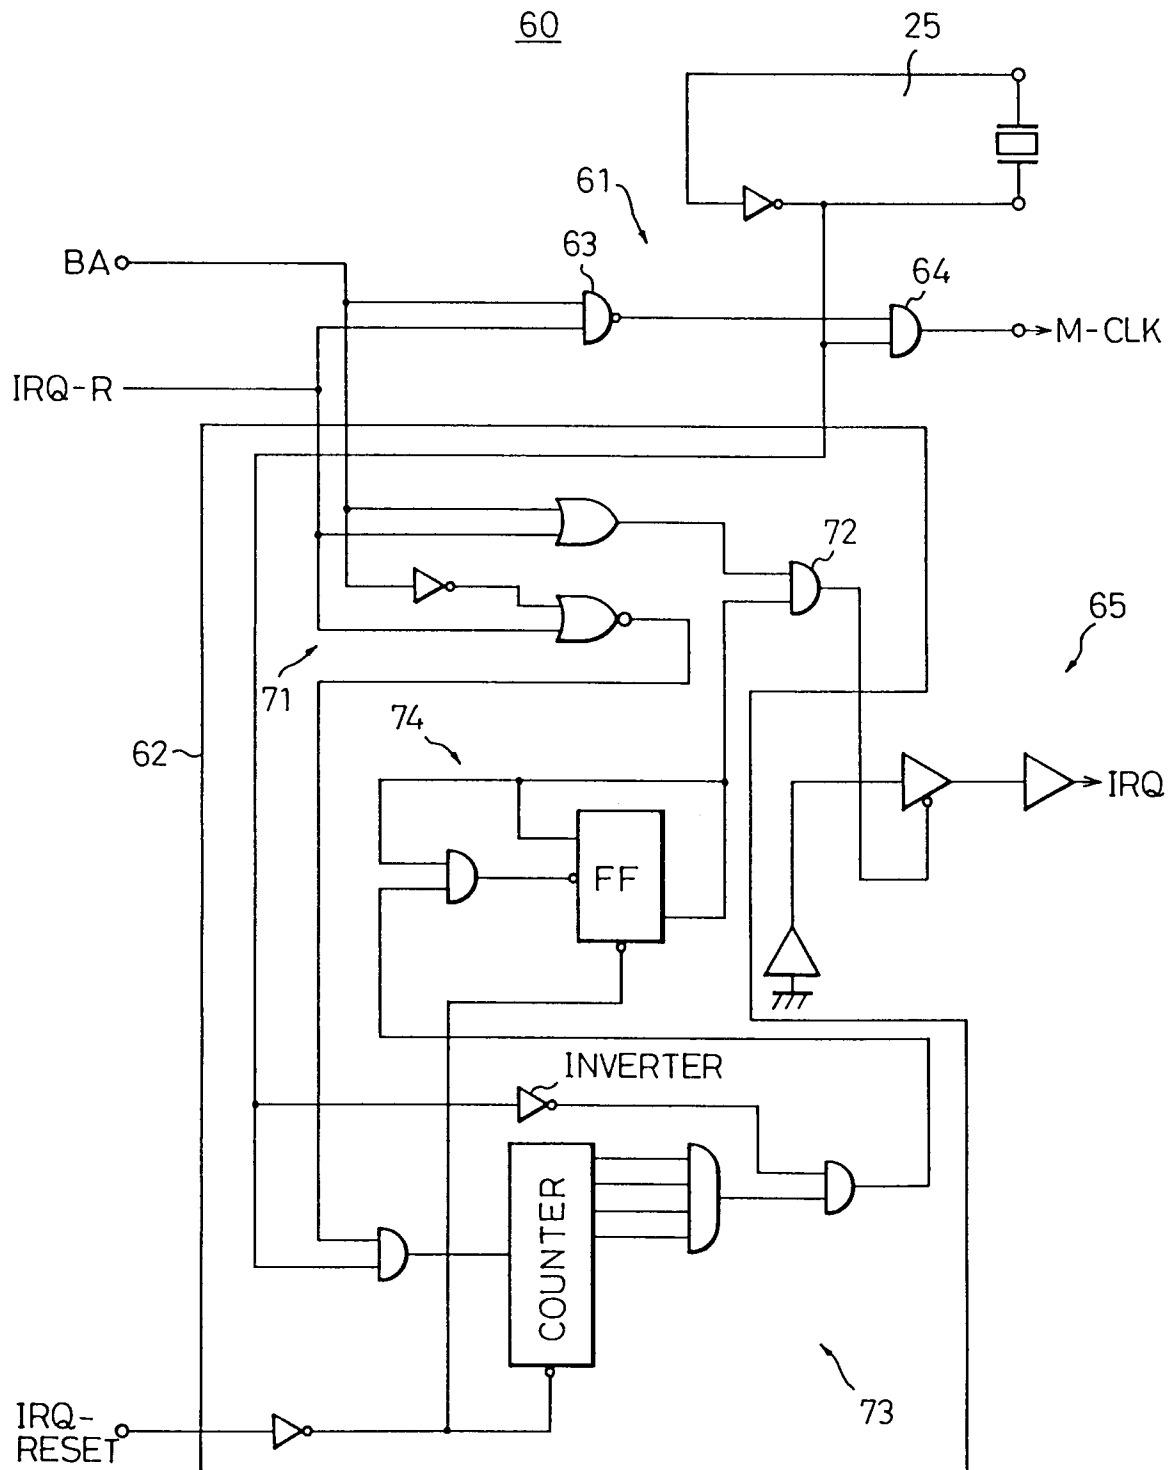 60
25
61
63
BA
64
M-CLK
IRQ-R
72
65
71
74
62
IRQ
FF
INVERTER
COUNTER
73
IRQ-
RESET